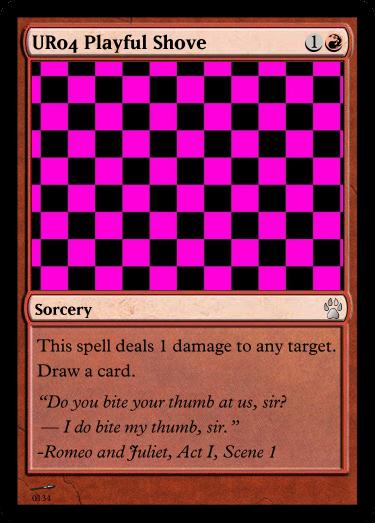 UR04 Playful Shove 1
Sorcery
This spell deals 1 damage to any target.
Draw a card.
“Do you bite your thumb at us, sir?
— I do bite my thumb, sir.”
-Romeo and Juliet, Act I, Scene 1
0134